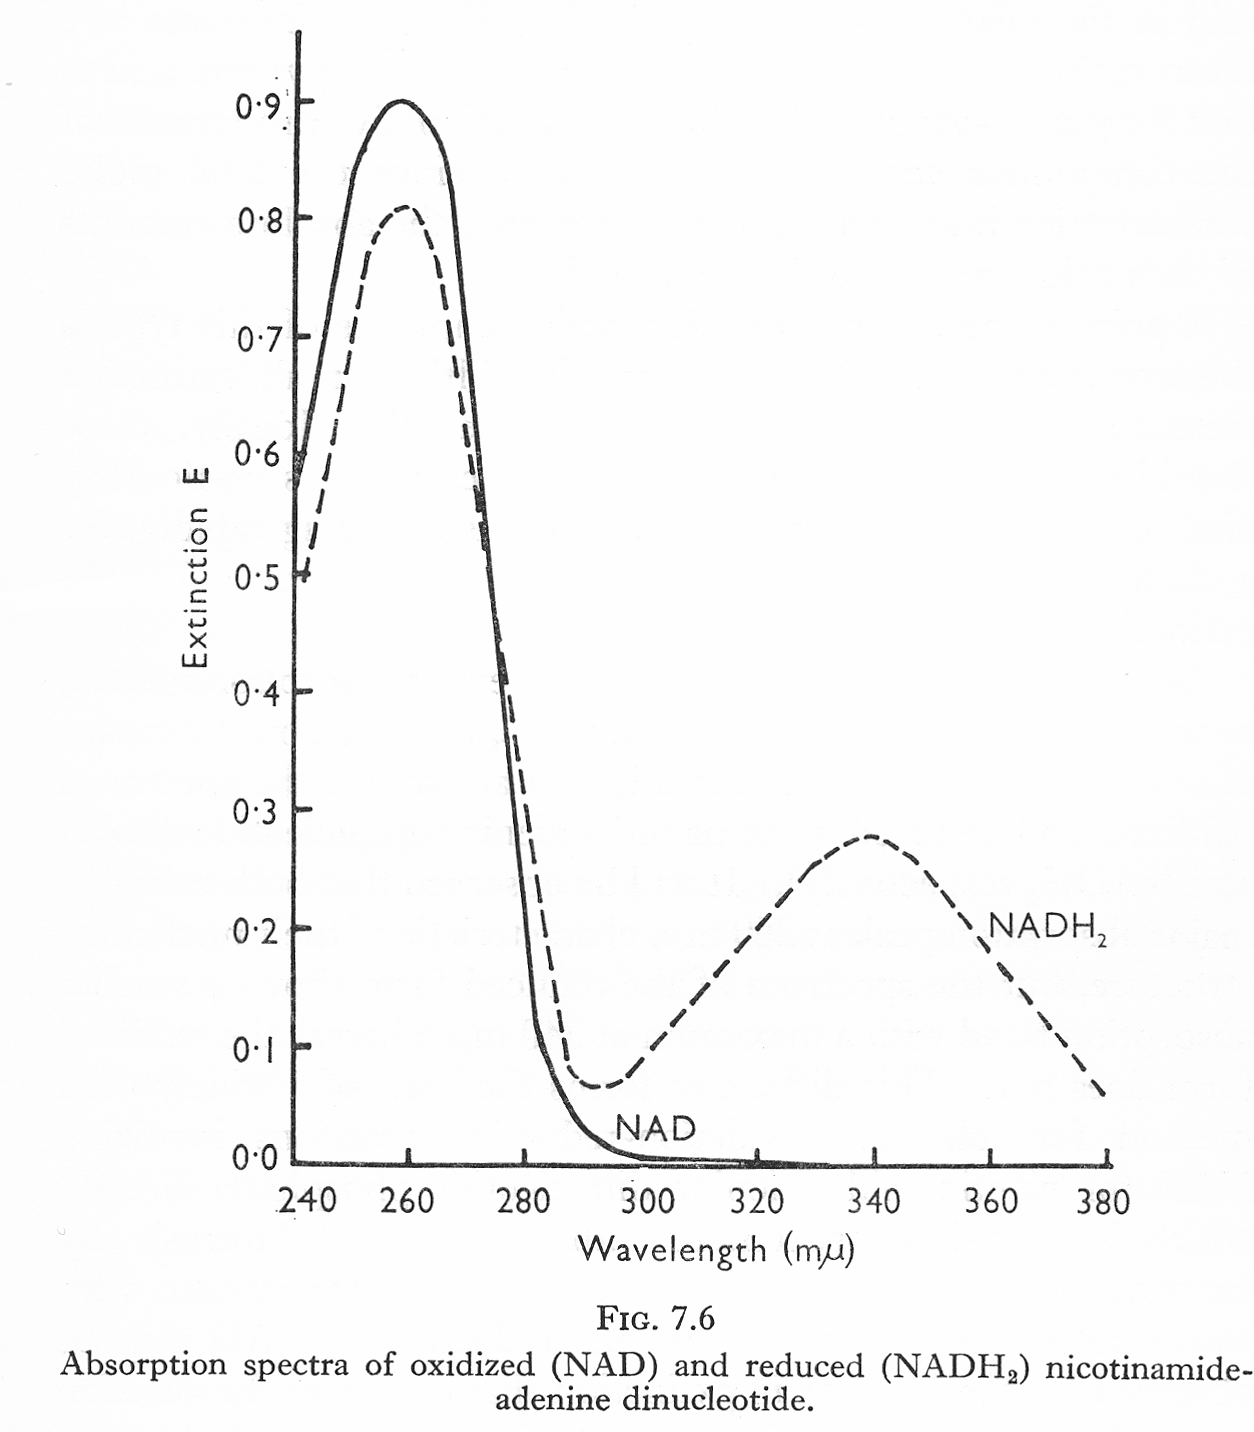 0·9
0·8
0·7
0·6
0·5
0·4
0·3
0·2
0·1
0·0
Extinction E
NADH₂
NAD
240 260 280 300 320 340 360 380
Wavelength (mμ)
Fig. 7.6
Absorption spectra of oxidized (NAD) and reduced (NADH₂) nicotinamide-
adenine dinucleotide.